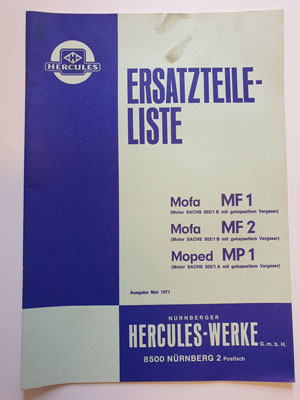 HERCULES
ERSATZTEILE-
LISTE
Mofa MF 1
(Motor SACHS 502/1 B mit gekapseltem Vergaser)
Mofa MF 2
(Motor SACHS 502/1 B mit gekapseltem Vergaser)
Moped MP 1
(Motor SACHS 502/1 A mit gekapseltem Vergaser)
Ausgabe Mai 1971
NÜRNBERGER
HERCULES-WERKE G.m.b.H.
8500 NÜRNBERG 2 Postfach